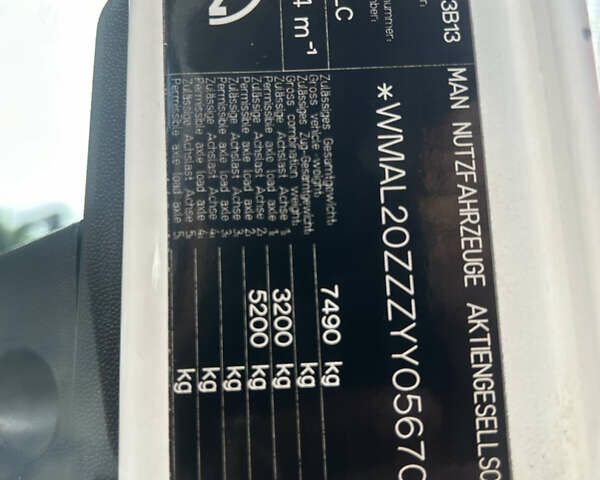 3B13
LC
4 m⁻¹
MAN NUTZFAHRZEUGE AKTIENGESELLSC
*WMAL20ZZZYY0567
Zulässiges Gesamtgewicht
Gross vehicle weight 7490 kg
Zulässiges Zug-Gesamtgewicht
Gross combination weight kg
Zulässige Achslast Achse 1
Permissible axle load axle 1 3200 kg
Zulässige Achslast Achse 2
Permissible axle load axle 2 5200 kg
Zulässige Achslast Achse 3
Permissible axle load axle 3 kg
Zulässige Achslast Achse 4
Permissible axle load axle 4 kg
Zulässige Achslast Achse 5
Permissible axle load axle 5 kg